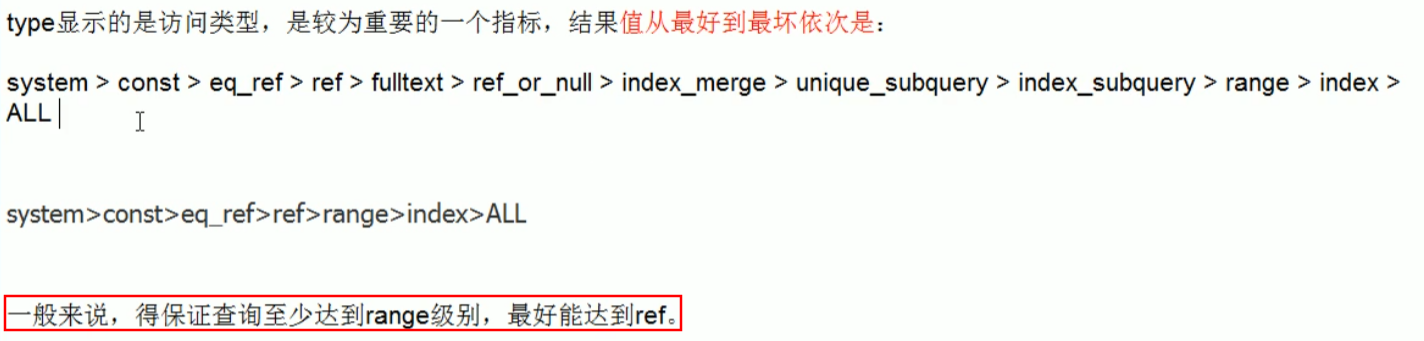 type显示的是访问类型，是较为重要的一个指标，结果值从最好到最坏依次是：
system > const > eq_ref > ref > fulltext > ref_or_null > index_merge > unique_subquery > index_subquery > range > index >
ALL
system>const>eq_ref>ref>range>index>ALL
一般来说，得保证查询至少达到range级别，最好能达到ref。